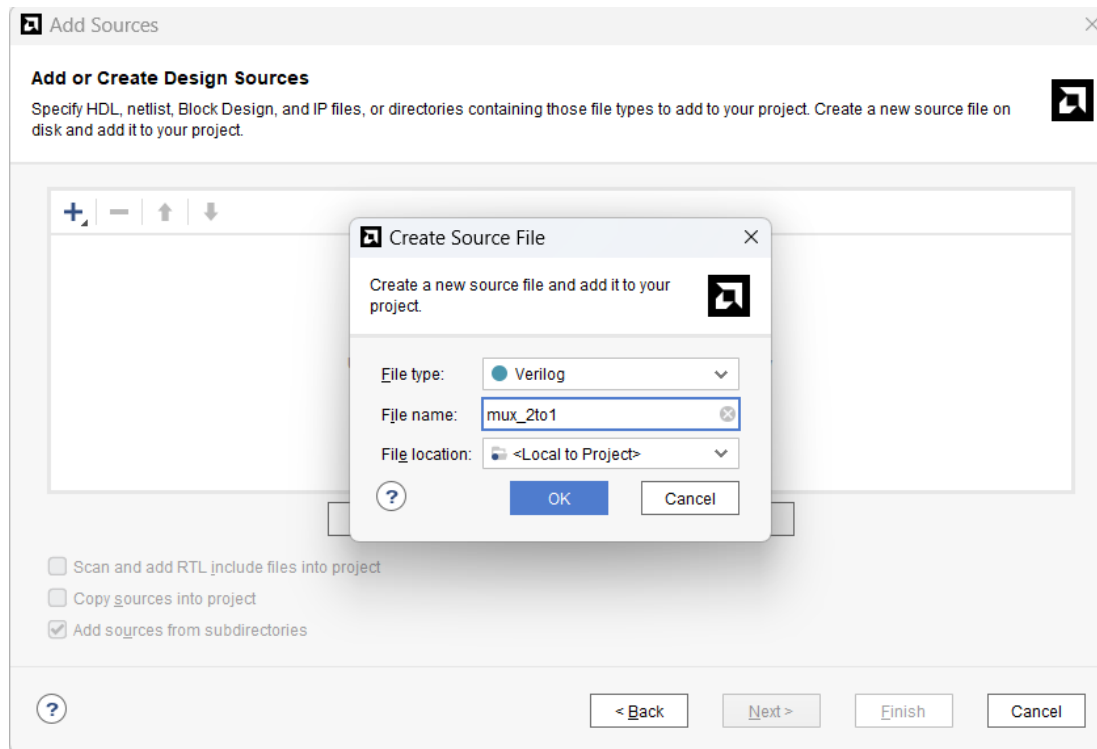 Add Sources
Add or Create Design Sources
Specify HDL, netlist, Block Design, and IP files, or directories containing those file types to add to your project. Create a new source file on
disk and add it to your project.
Create Source File
Create a new source file and add it to your
project.
File type: Verilog
File name: mux_2to1
File location: <Local to Project>
? OK Cancel
Scan and add RTL include files into project
Copy sources into project
Add sources from subdirectories
? < Back Next > Finish Cancel